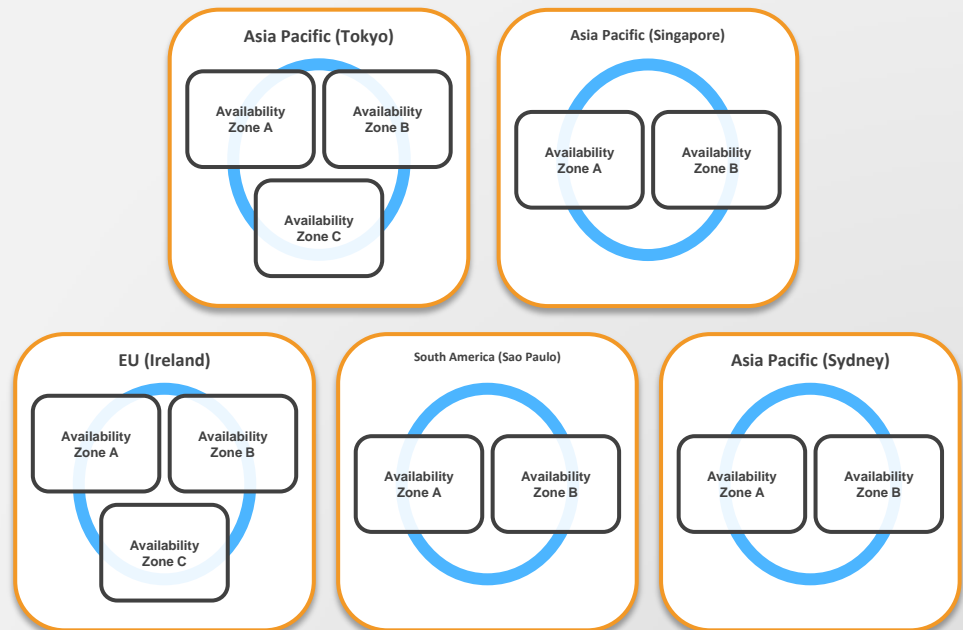 Asia Pacific (Tokyo)
Availability
Zone A
Availability
Zone B
Availability
Zone C
Asia Pacific (Singapore)
Availability
Zone A
Availability
Zone B
EU (Ireland)
Availability
Zone A
Availability
Zone B
Availability
Zone C
South America (Sao Paulo)
Availability
Zone A
Availability
Zone B
Asia Pacific (Sydney)
Availability
Zone A
Availability
Zone B